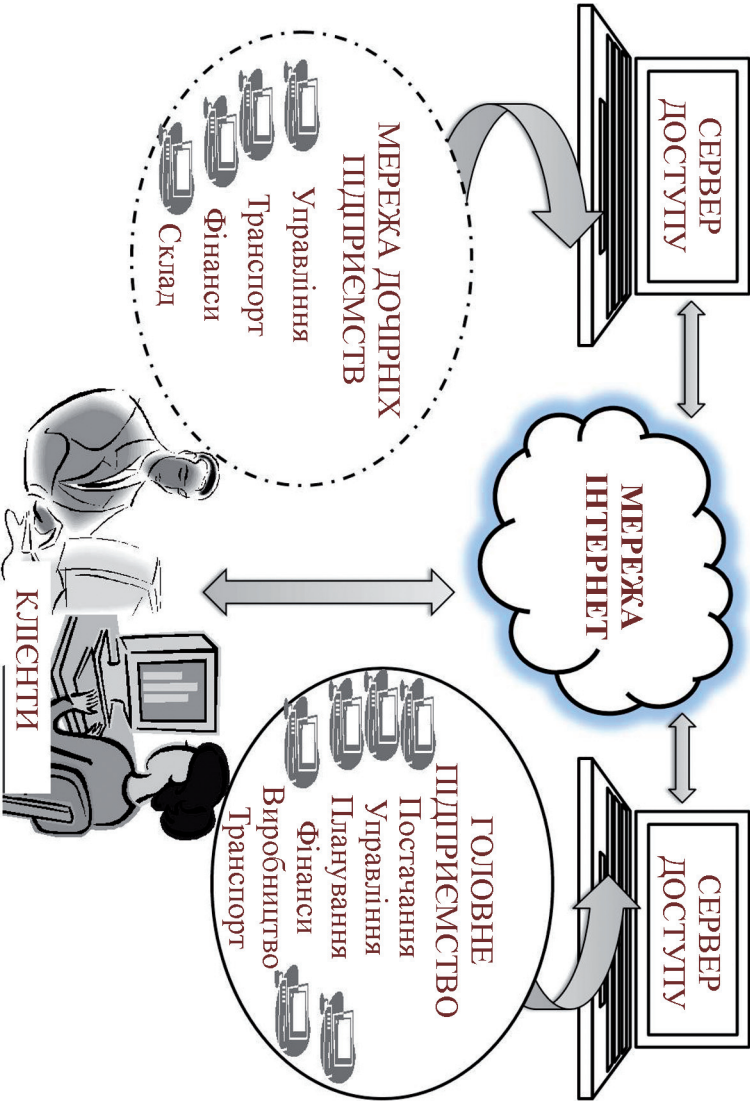 СЕРВЕР
ДОСТУПУ
МЕРЕЖА
ІНТЕРНЕТ
СЕРВЕР
ДОСТУПУ
МЕРЕЖА ДОЧІРНІХ
ПІДПРИЄМСТВ
Управління
Транспорт
Фінанси
Склад
ГОЛОВНЕ
ПІДПРИЄМСТВО
Постачання
Управління
Планування
Фінанси
Виробництво
Транспорт
КЛІЄНТИ